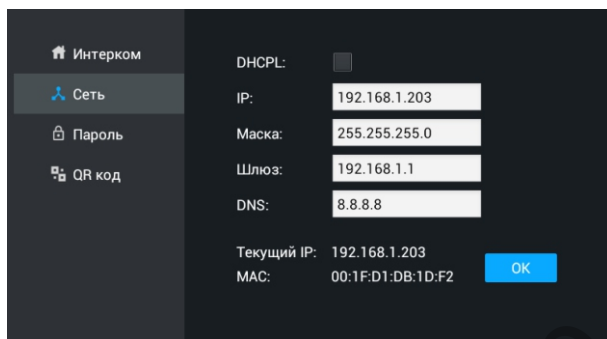 Интерком
Сеть
Пароль
QR код
DHCPL:
IP: 192.168.1.203
Маска: 255.255.255.0
Шлюз: 192.168.1.1
DNS: 8.8.8.8
Текущий IP: 192.168.1.203
MAC: 00:1F:D1:DB:1D:F2
OK